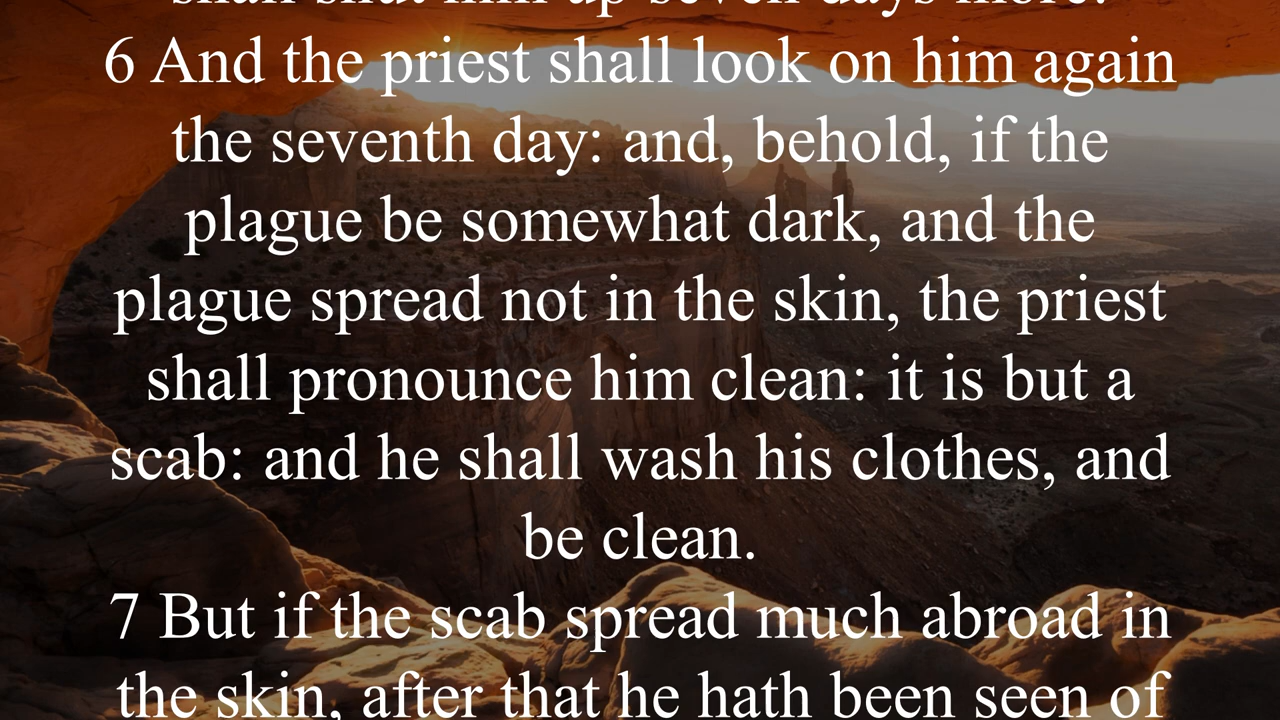 shall shut him up seven days more:
6 And the priest shall look on him again
the seventh day: and, behold, if the
plague be somewhat dark, and the
plague spread not in the skin, the priest
shall pronounce him clean: it is but a
scab: and he shall wash his clothes, and
be clean.
7 But if the scab spread much abroad in
the skin, after that he hath been seen of